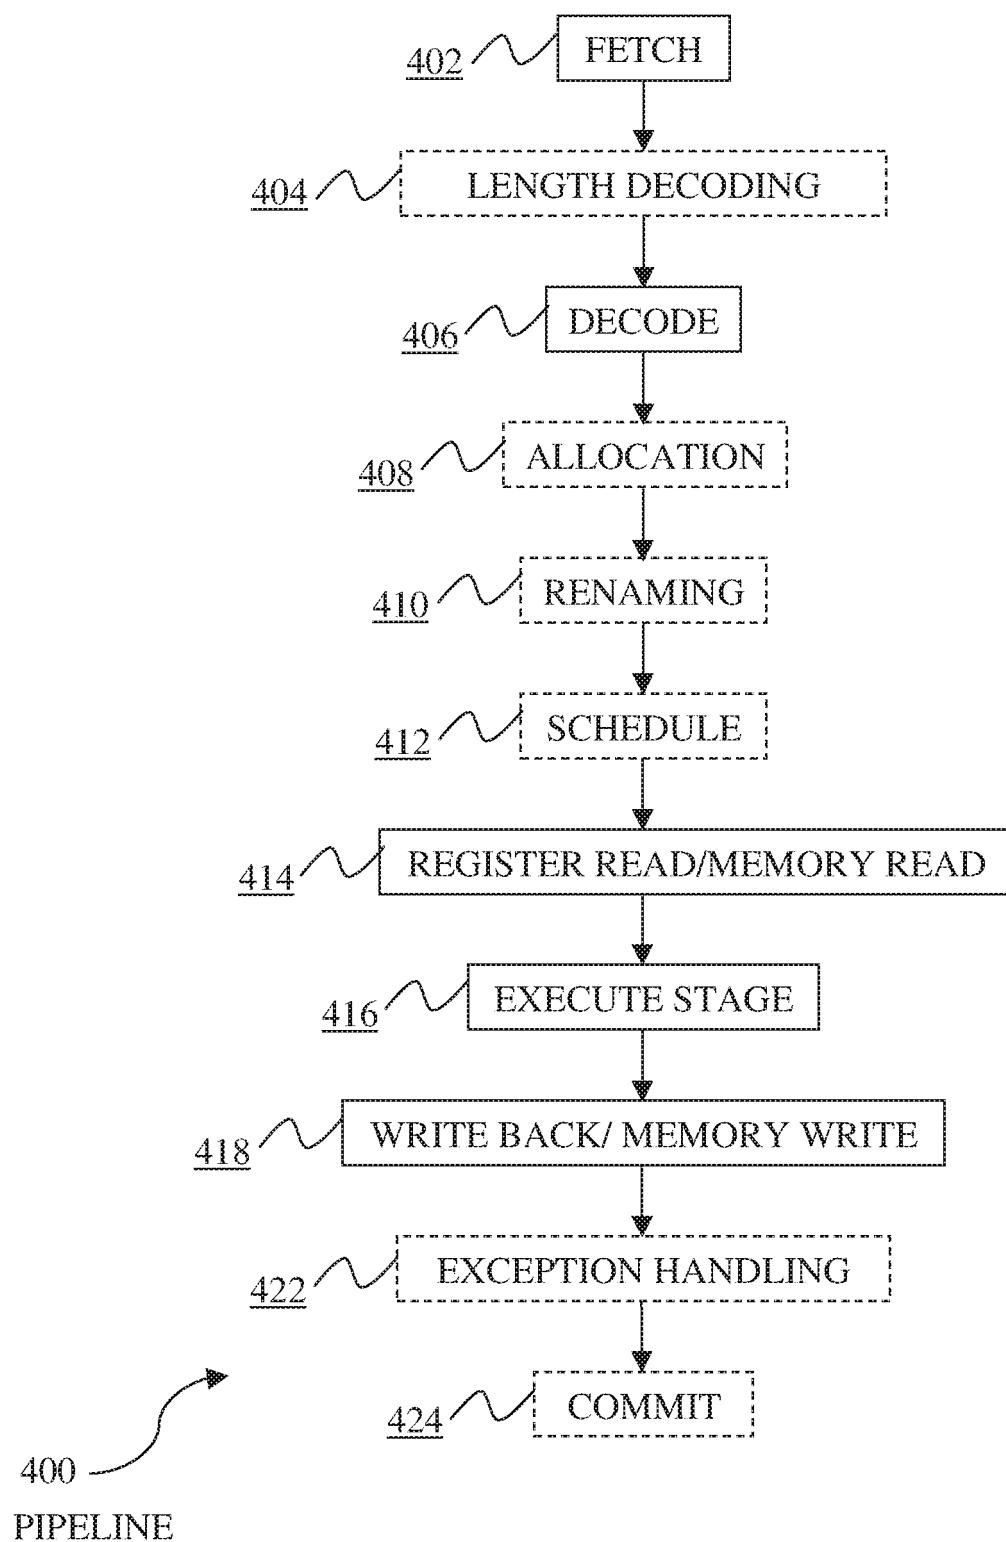 402 FETCH
404 LENGTH DECODING
406 DECODE
408 ALLOCATION
410 RENAMING
412 SCHEDULE
414 REGISTER READ/MEMORY READ
416 EXECUTE STAGE
418 WRITE BACK/ MEMORY WRITE
422 EXCEPTION HANDLING
424 COMMIT
400
PIPELINE